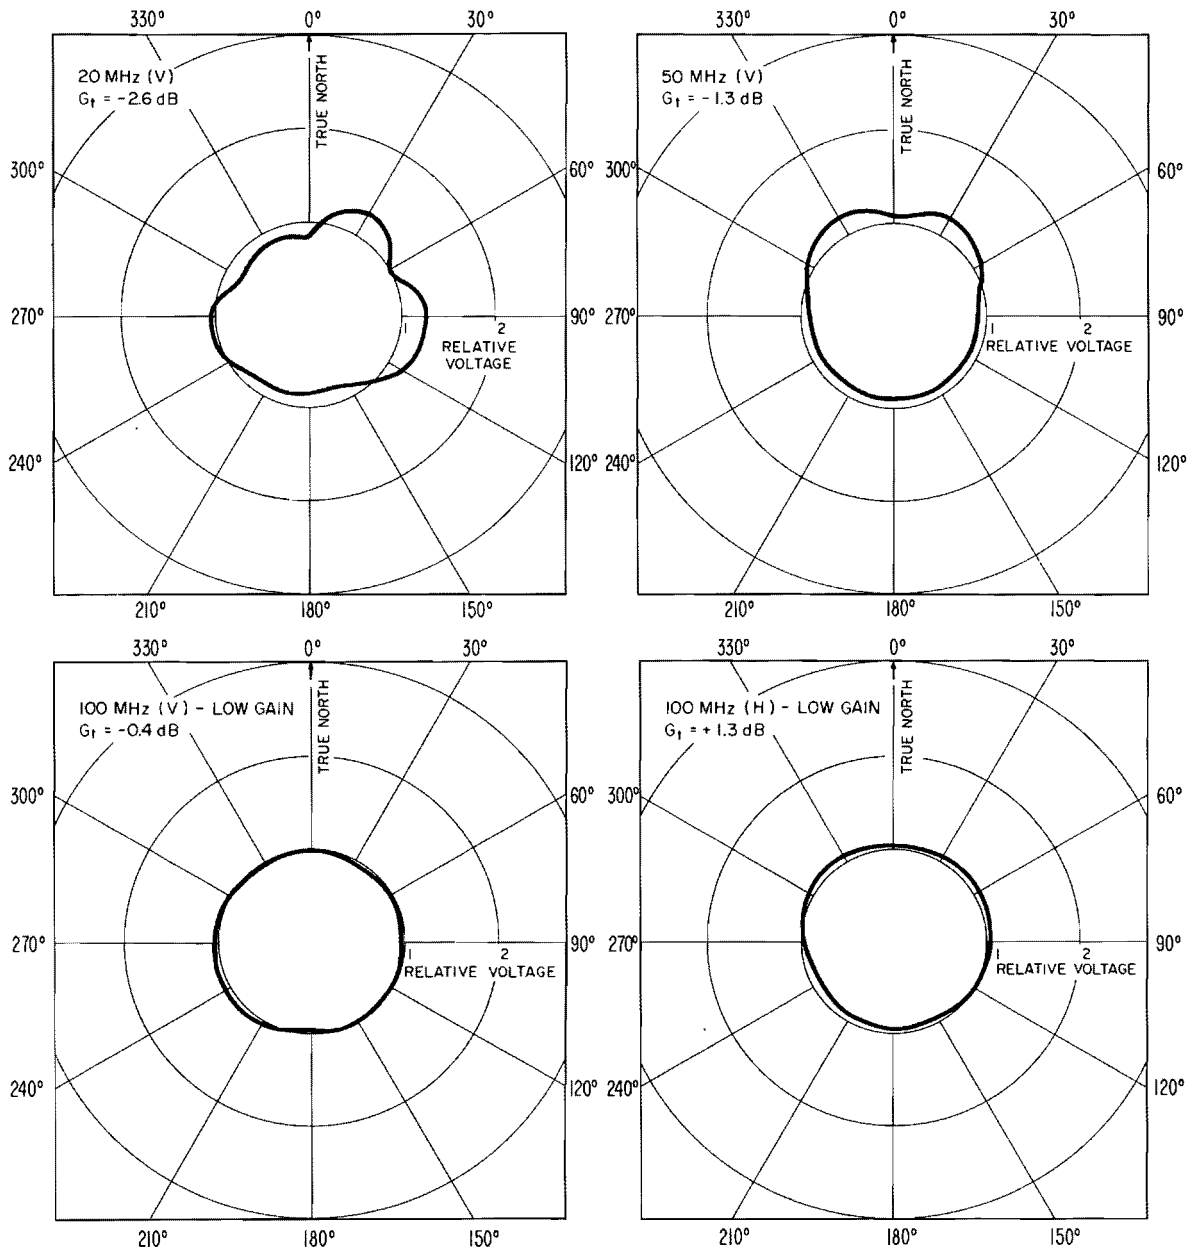 330° 0° 30°
20 MHz (V)
Gt = -2.6 dB
TRUE NORTH
300° 60°
270° 90°
1 2
RELATIVE
VOLTAGE
240° 120°
210° 180° 150°
330° 0° 30°
50 MHz (V)
Gt = -1.3 dB
TRUE NORTH
300° 60°
270° 90°
1 2
RELATIVE VOLTAGE
240° 120°
210° 180° 150°
330° 0° 30°
100 MHz (V) - LOW GAIN
Gt = -0.4 dB
TRUE NORTH
300° 60°
270° 90°
1 2
RELATIVE VOLTAGE
240° 120°
210° 180° 150°
330° 0° 30°
100 MHz (H) - LOW GAIN
Gt = +1.3 dB
TRUE NORTH
300° 60°
270° 90°
1 2
RELATIVE VOLTAGE
240° 120°
210° 180° 150°